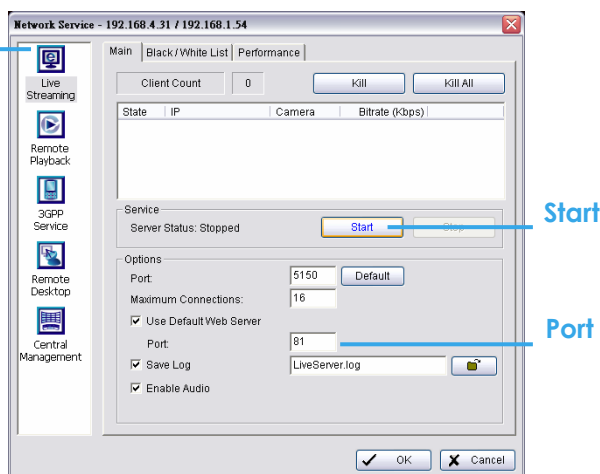 Network Service - 192.168.4.31 / 192.168.1.54
Live
Streaming
Remote
Playback
3GPP
Service
Remote
Desktop
Central
Management
Main
Black / White List
Performance
Client Count
0
Kill
Kill All
State
IP
Camera
Bitrate (Kbps)
Service
Server Status: Stopped
Start
Stop
Start
Options
Port:
5150
Default
Maximum Connections:
16
Use Default Web Server
Port:
81
Port
Save Log
LiveServer.log
Enable Audio
OK
Cancel